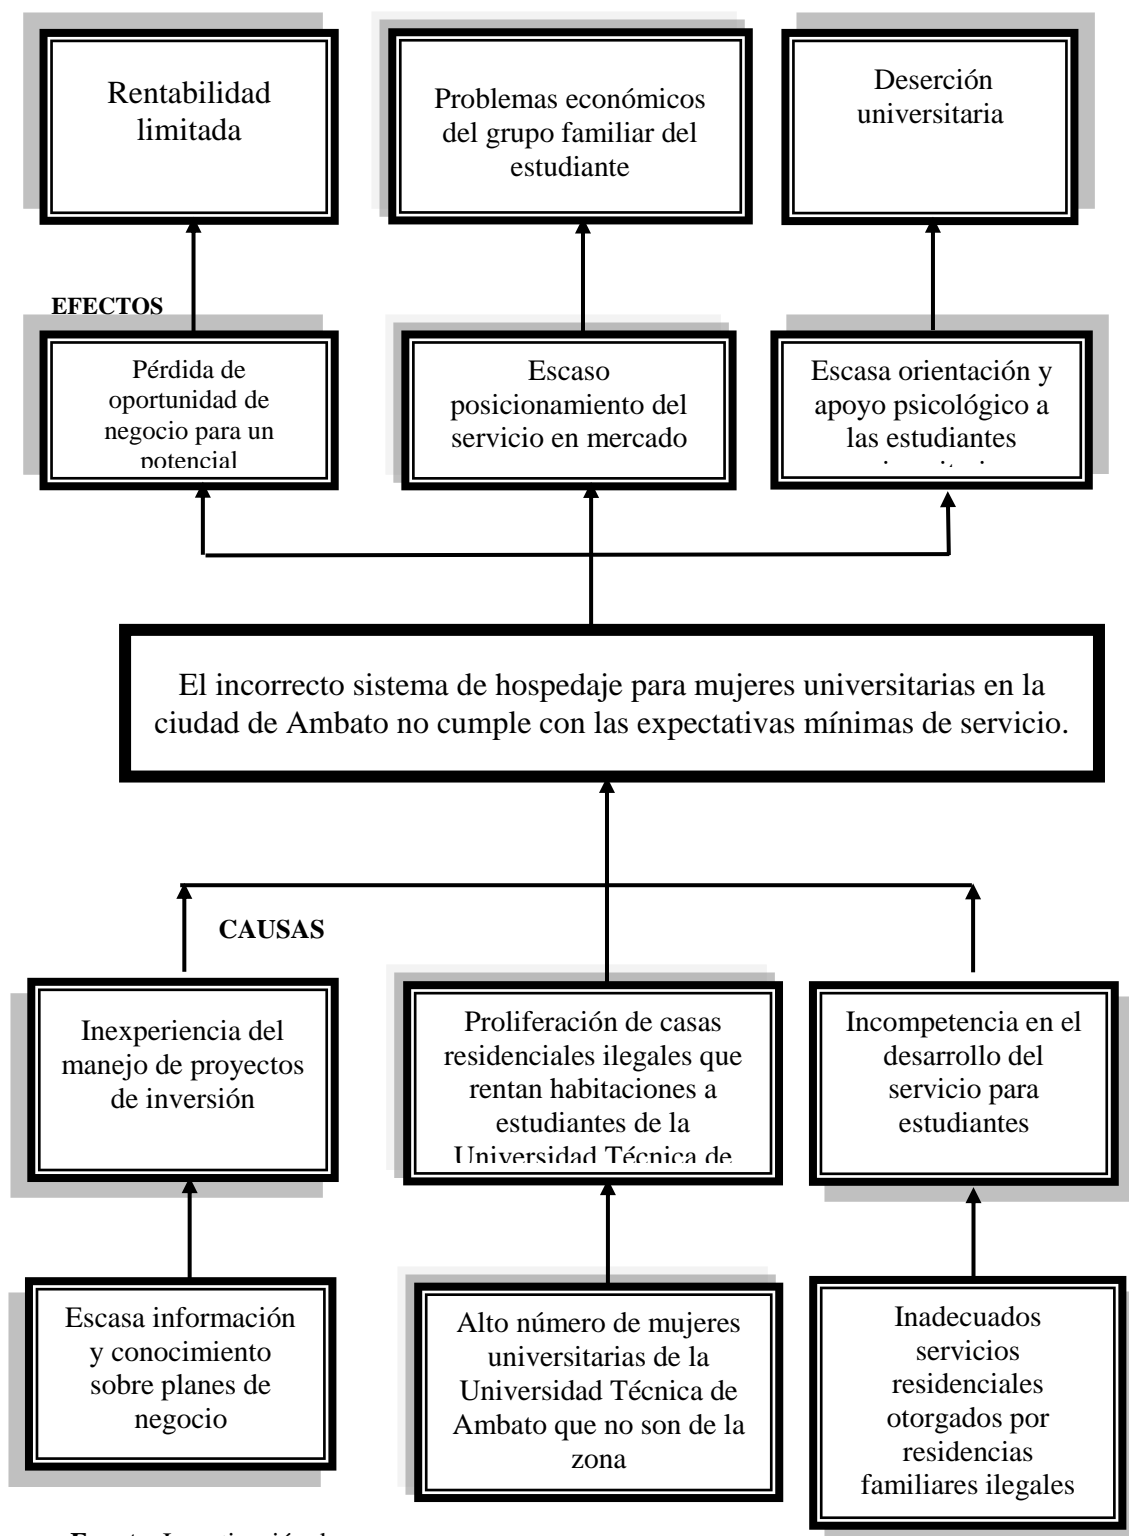 Rentabilidad
limitada
Problemas económicos
del grupo familiar del
estudiante
Deserción
universitaria
EFECTOS
Pérdida de
oportunidad de
negocio para un
potencial
Escaso
posicionamiento del
servicio en mercado
Escasa orientación y
apoyo psicológico a
las estudiantes
El incorrecto sistema de hospedaje para mujeres universitarias en la
ciudad de Ambato no cumple con las expectativas mínimas de servicio.
CAUSAS
Inexperiencia del
manejo de proyectos
de inversión
Proliferación de casas
residenciales ilegales que
rentan habitaciones a
estudiantes de la
Universidad Técnica de
Incompetencia en el
desarrollo del
servicio para
estudiantes
Escasa información
y conocimiento
sobre planes de
negocio
Alto número de mujeres
universitarias de la
Universidad Técnica de
Ambato que no son de la
zona
Inadecuados
servicios
residenciales
otorgados por
residencias
familiares ilegales